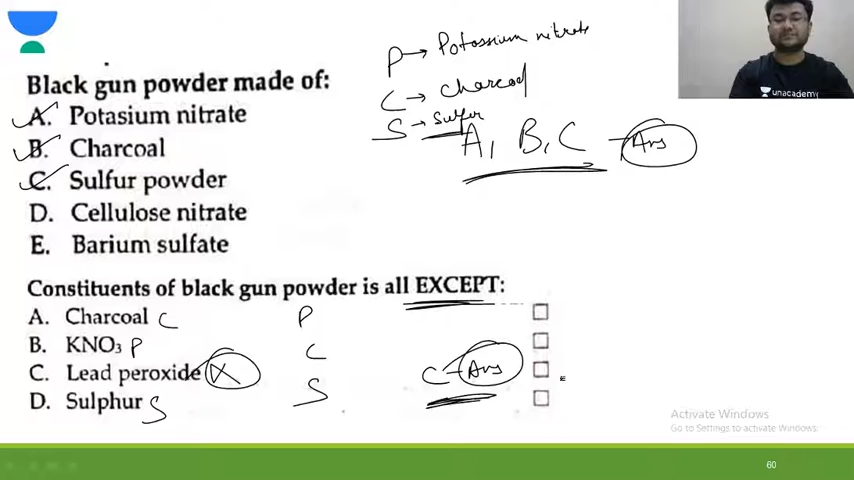 P → Potassium nitrate
C → Charcoal
S → Sulfur
A, B, C → Ans
unacademy
Black gun powder made of:
A. Potasium nitrate
B. Charcoal
C. Sulfur powder
D. Cellulose nitrate
E. Barium sulfate
Constituents of black gun powder is all EXCEPT:
A. Charcoal C
B. KNO₃ P
C. Lead peroxide X
D. Sulphur S
P
C
S
C - Ans
Activate Windows
Go to Settings to activate Windows.
60